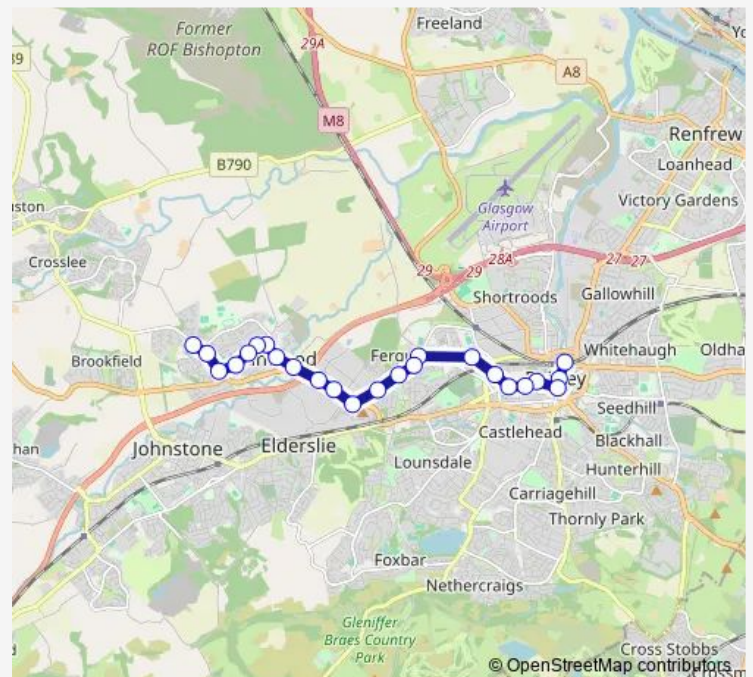 Former
ROF Bishopton
29A
Freeland
A8
M8
Renfrew
Loanhead
B790
Victory Gardens
Glasgow
Airport
Crosslee
29
29
28A
27
27
Shortroods
Gallowhill
Brookfield
Whitehaugh
Johnstone
Elderslie
Castlehead
Seedhill
Blackhall
Lounsdale
Hunterhill
Carriagehill
Thornly Park
Foxbar
Nethercraigs
Gleniffer
Braes Country
Park
Cross Stobbs
© OpenStreetMap contributors